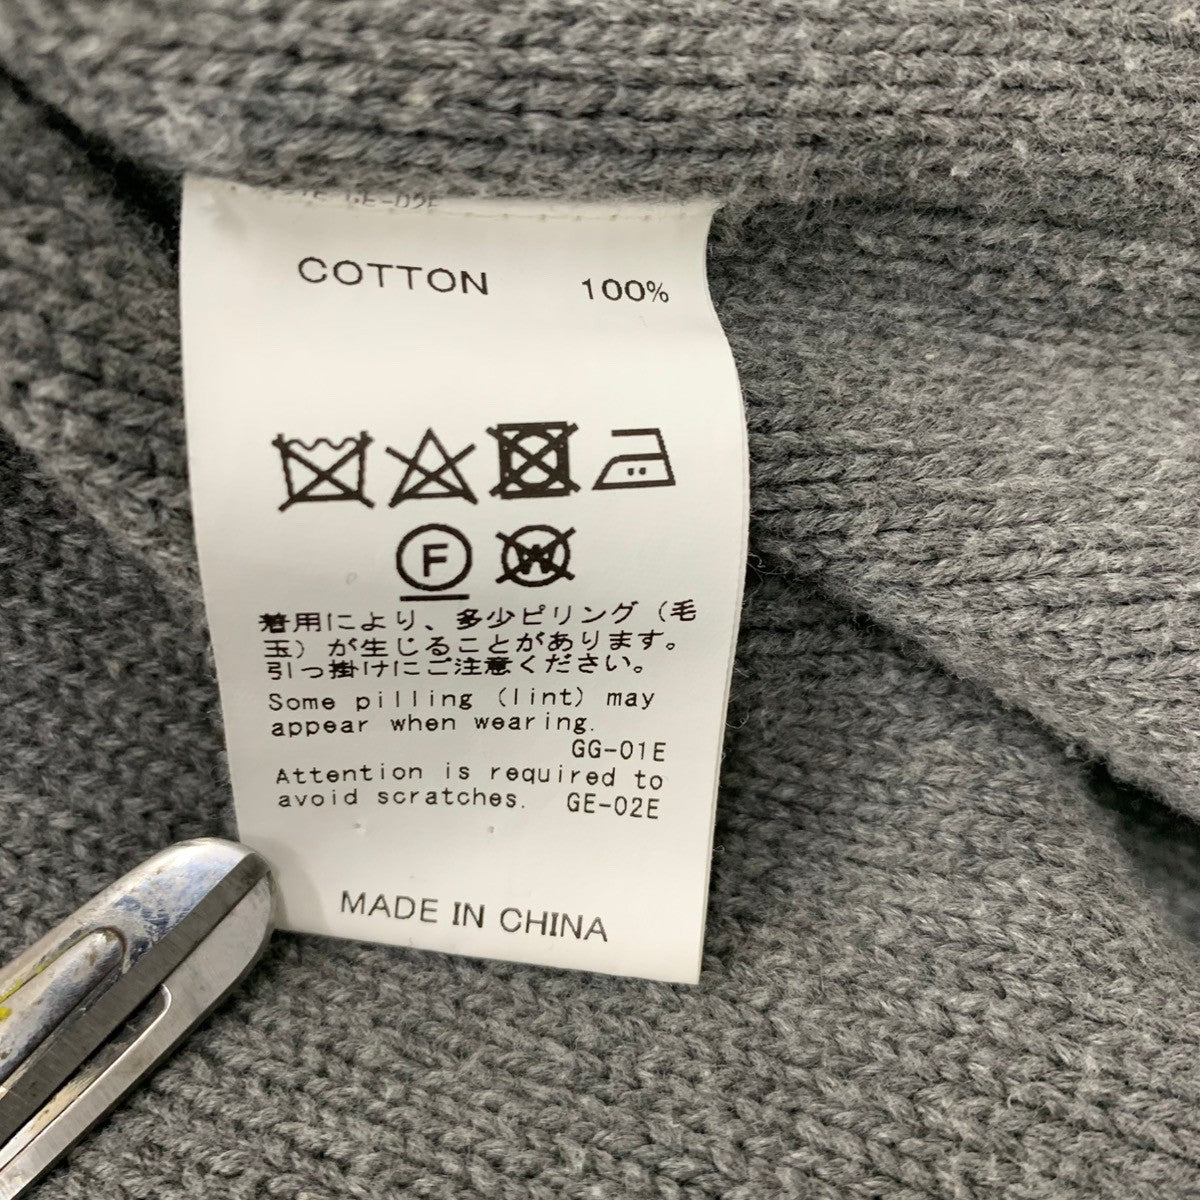 GE-02E
COTTON 100%
F W
着用により、多少ピリング（毛
玉）が生じることがあります。
引っ掛けにご注意ください。
Some pilling (lint) may
appear when wearing.
GG-01E
Attention is required to
avoid scratches. GE-02E
MADE IN CHINA